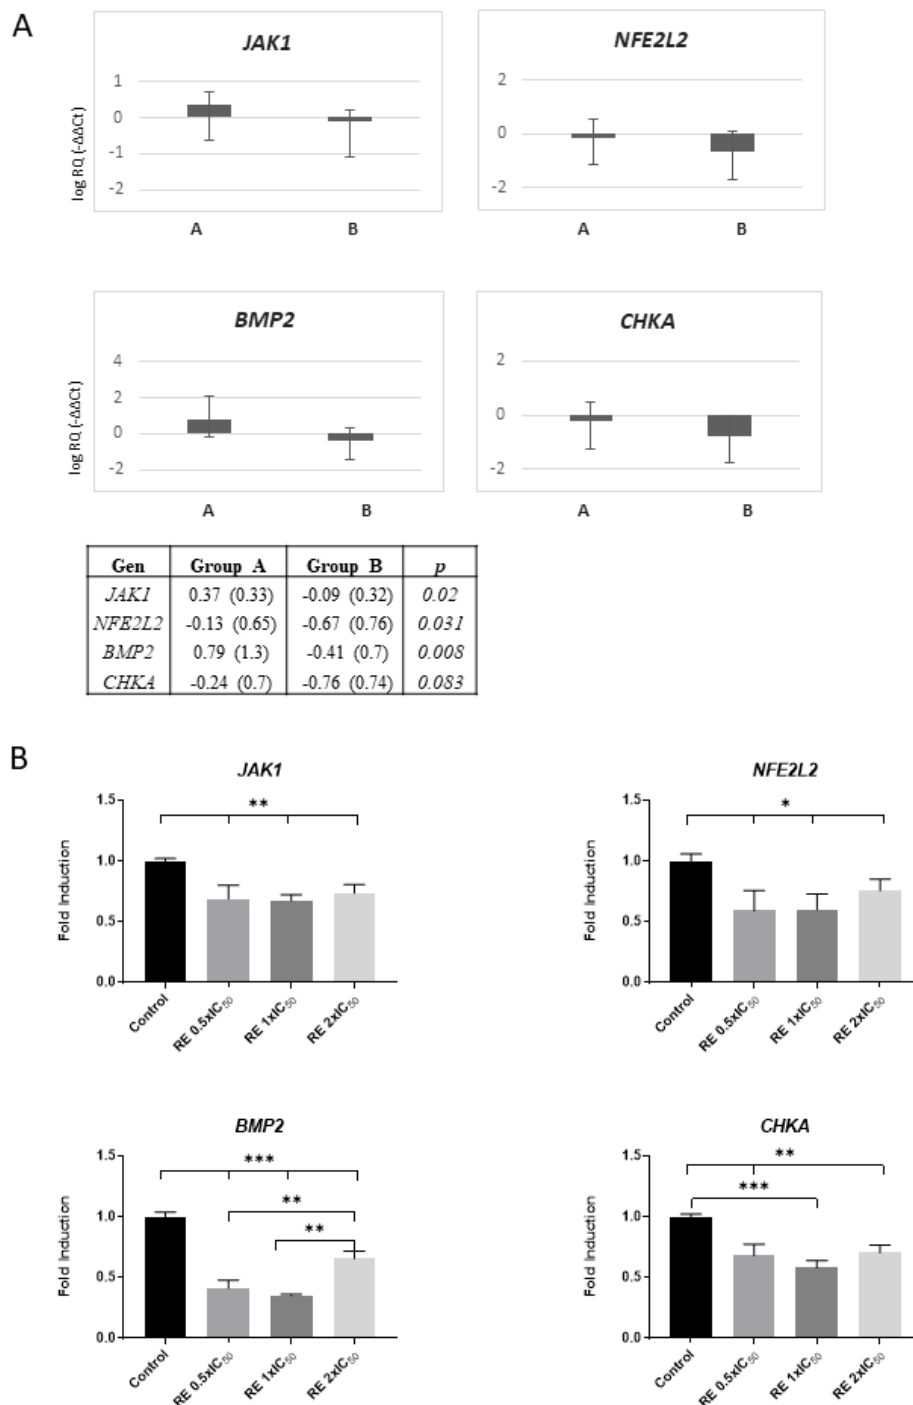 A
JAK1
log RQ (-ΔΔCt)
1
0
-1
-2
A B
NFE2L2
2
0
-2
A B
BMP2
log RQ (-ΔΔCt)
4
2
0
-2
A B
CHKA
2
0
-2
A B
Gen Group A Group B p
JAK1 0.37 (0.33) -0.09 (0.32) 0.02
NFE2L2 -0.13 (0.65) -0.67 (0.76) 0.031
BMP2 0.79 (1.3) -0.41 (0.7) 0.008
CHKA -0.24 (0.7) -0.76 (0.74) 0.083
B
JAK1
Fold Induction
1.5
1.0
0.5
0.0
**
Control
RE 0.5xIC50
RE 1xIC50
RE 2xIC50
NFE2L2
Fold Induction
1.5
1.0
0.5
0.0
*
Control
RE 0.5xIC50
RE 1xIC50
RE 2xIC50
BMP2
Fold Induction
1.5
1.0
0.5
0.0
***
**
**
Control
RE 0.5xIC50
RE 1xIC50
RE 2xIC50
CHKA
Fold Induction
1.5
1.0
0.5
0.0
**
***
Control
RE 0.5xIC50
RE 1xIC50
RE 2xIC50